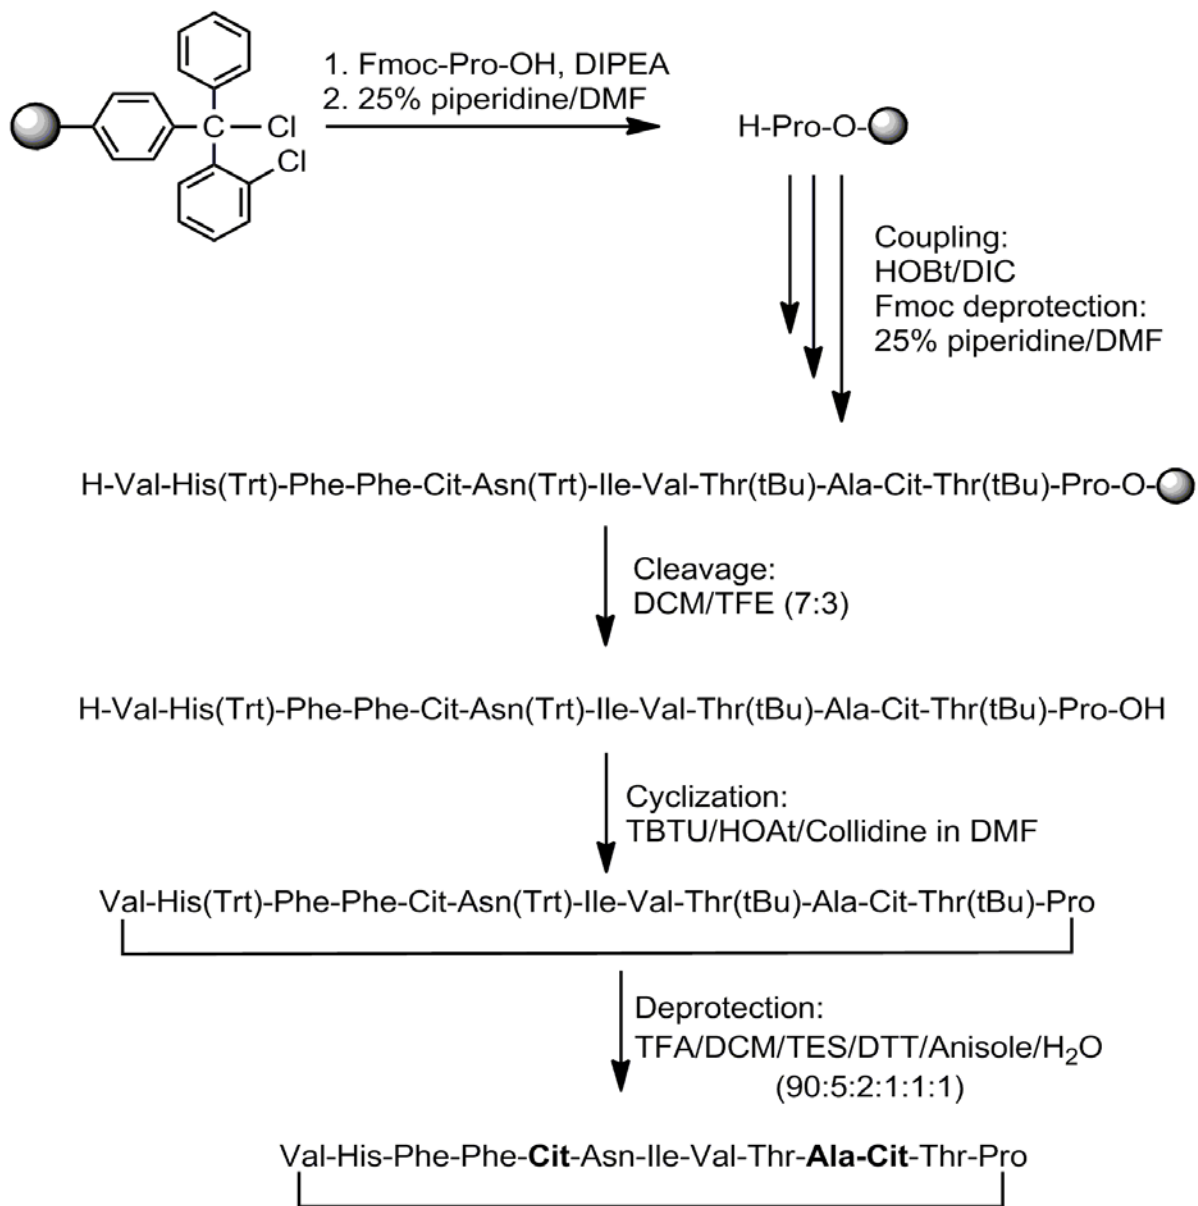 1. Fmoc-Pro-OH, DIPEA
2. 25% piperidine/DMF
C
Cl
Cl
H-Pro-O-
Coupling:
HOBt/DIC
Fmoc deprotection:
25% piperidine/DMF
H-Val-His(Trt)-Phe-Phe-Cit-Asn(Trt)-Ile-Val-Thr(tBu)-Ala-Cit-Thr(tBu)-Pro-O-
Cleavage:
DCM/TFE (7:3)
H-Val-His(Trt)-Phe-Phe-Cit-Asn(Trt)-Ile-Val-Thr(tBu)-Ala-Cit-Thr(tBu)-Pro-OH
Cyclization:
TBTU/HOAt/Collidine in DMF
Val-His(Trt)-Phe-Phe-Cit-Asn(Trt)-Ile-Val-Thr(tBu)-Ala-Cit-Thr(tBu)-Pro
Deprotection:
TFA/DCM/TES/DTT/Anisole/H₂O
(90:5:2:1:1:1)
Val-His-Phe-Phe-Cit-Asn-Ile-Val-Thr-Ala-Cit-Thr-Pro